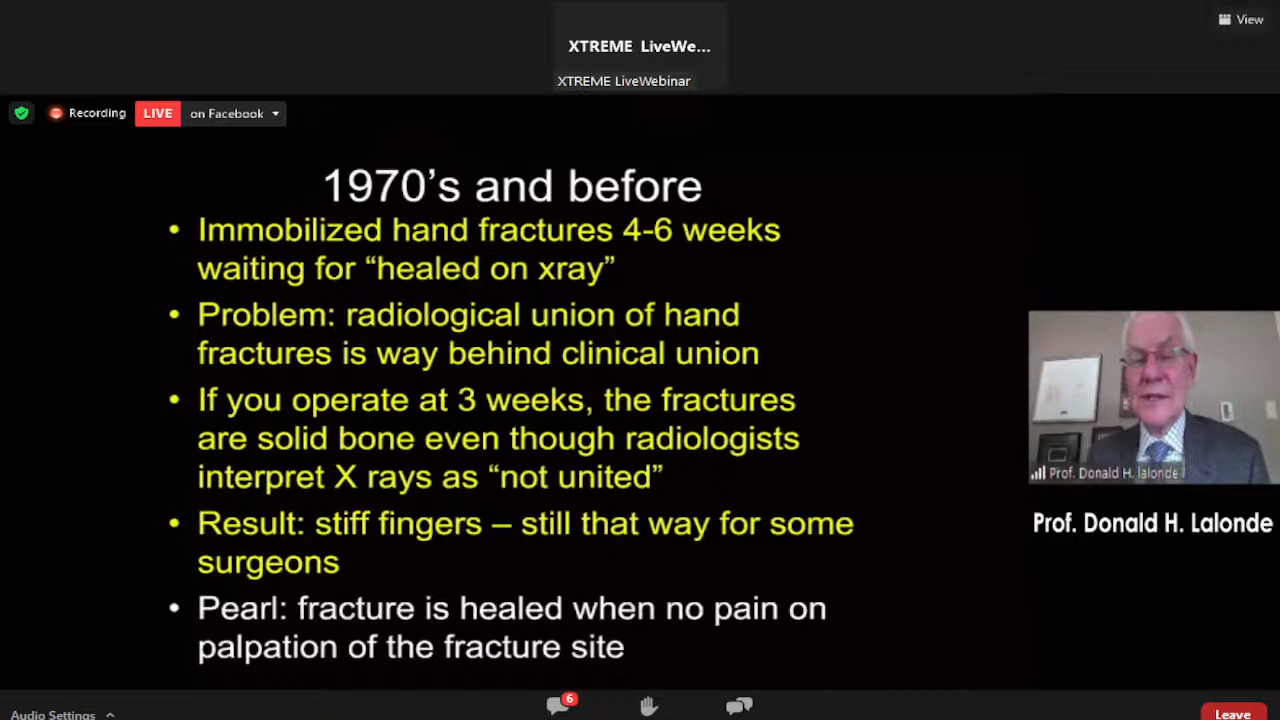 XTREME LiveWe...
View
XTREME LiveWebinar
Recording
LIVE on Facebook
1970’s and before
• Immobilized hand fractures 4-6 weeks
waiting for “healed on xray”
• Problem: radiological union of hand
fractures is way behind clinical union
• If you operate at 3 weeks, the fractures
are solid bone even though radiologists
interpret X rays as “not united”
• Result: stiff fingers – still that way for some
surgeons
• Pearl: fracture is healed when no pain on
palpation of the fracture site
Prof. Donald H. lalonde
Prof. Donald H. Lalonde
6
Audio Settings
Leave